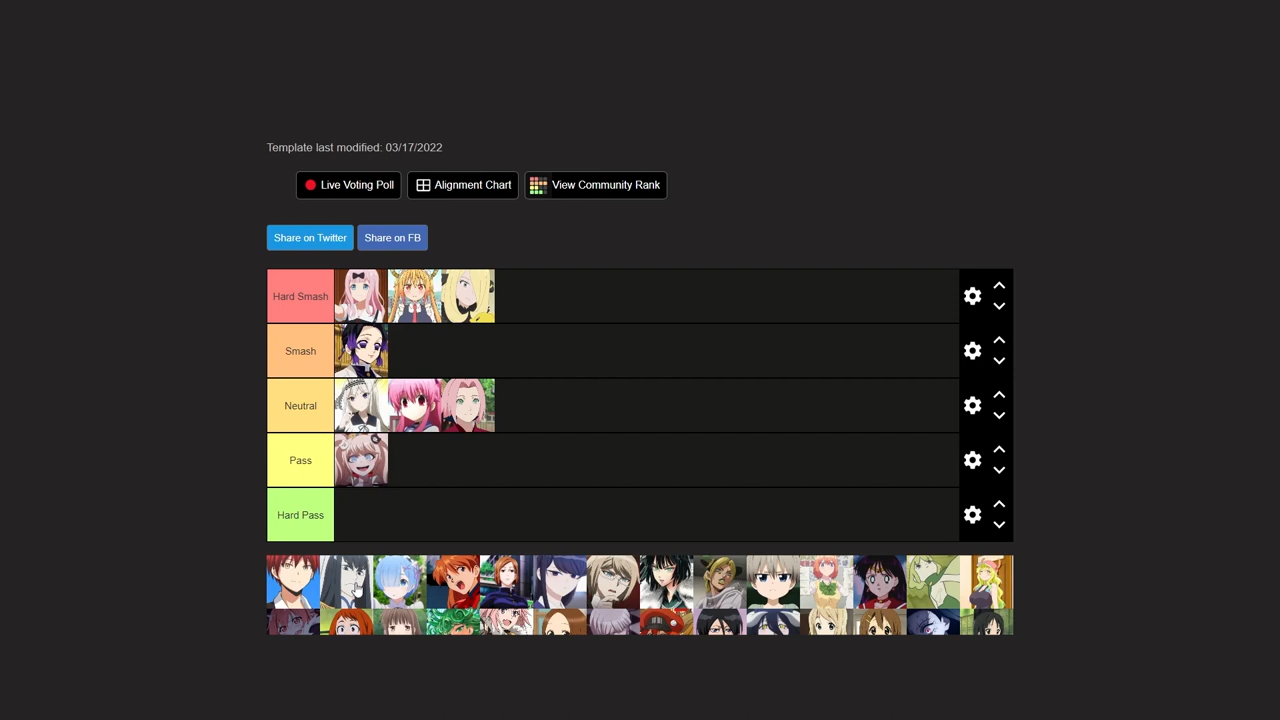 Template last modified: 03/17/2022
Live Voting Poll
Alignment Chart
View Community Rank
Share on Twitter
Share on FB
Hard Smash
Smash
Neutral
Pass
Hard Pass